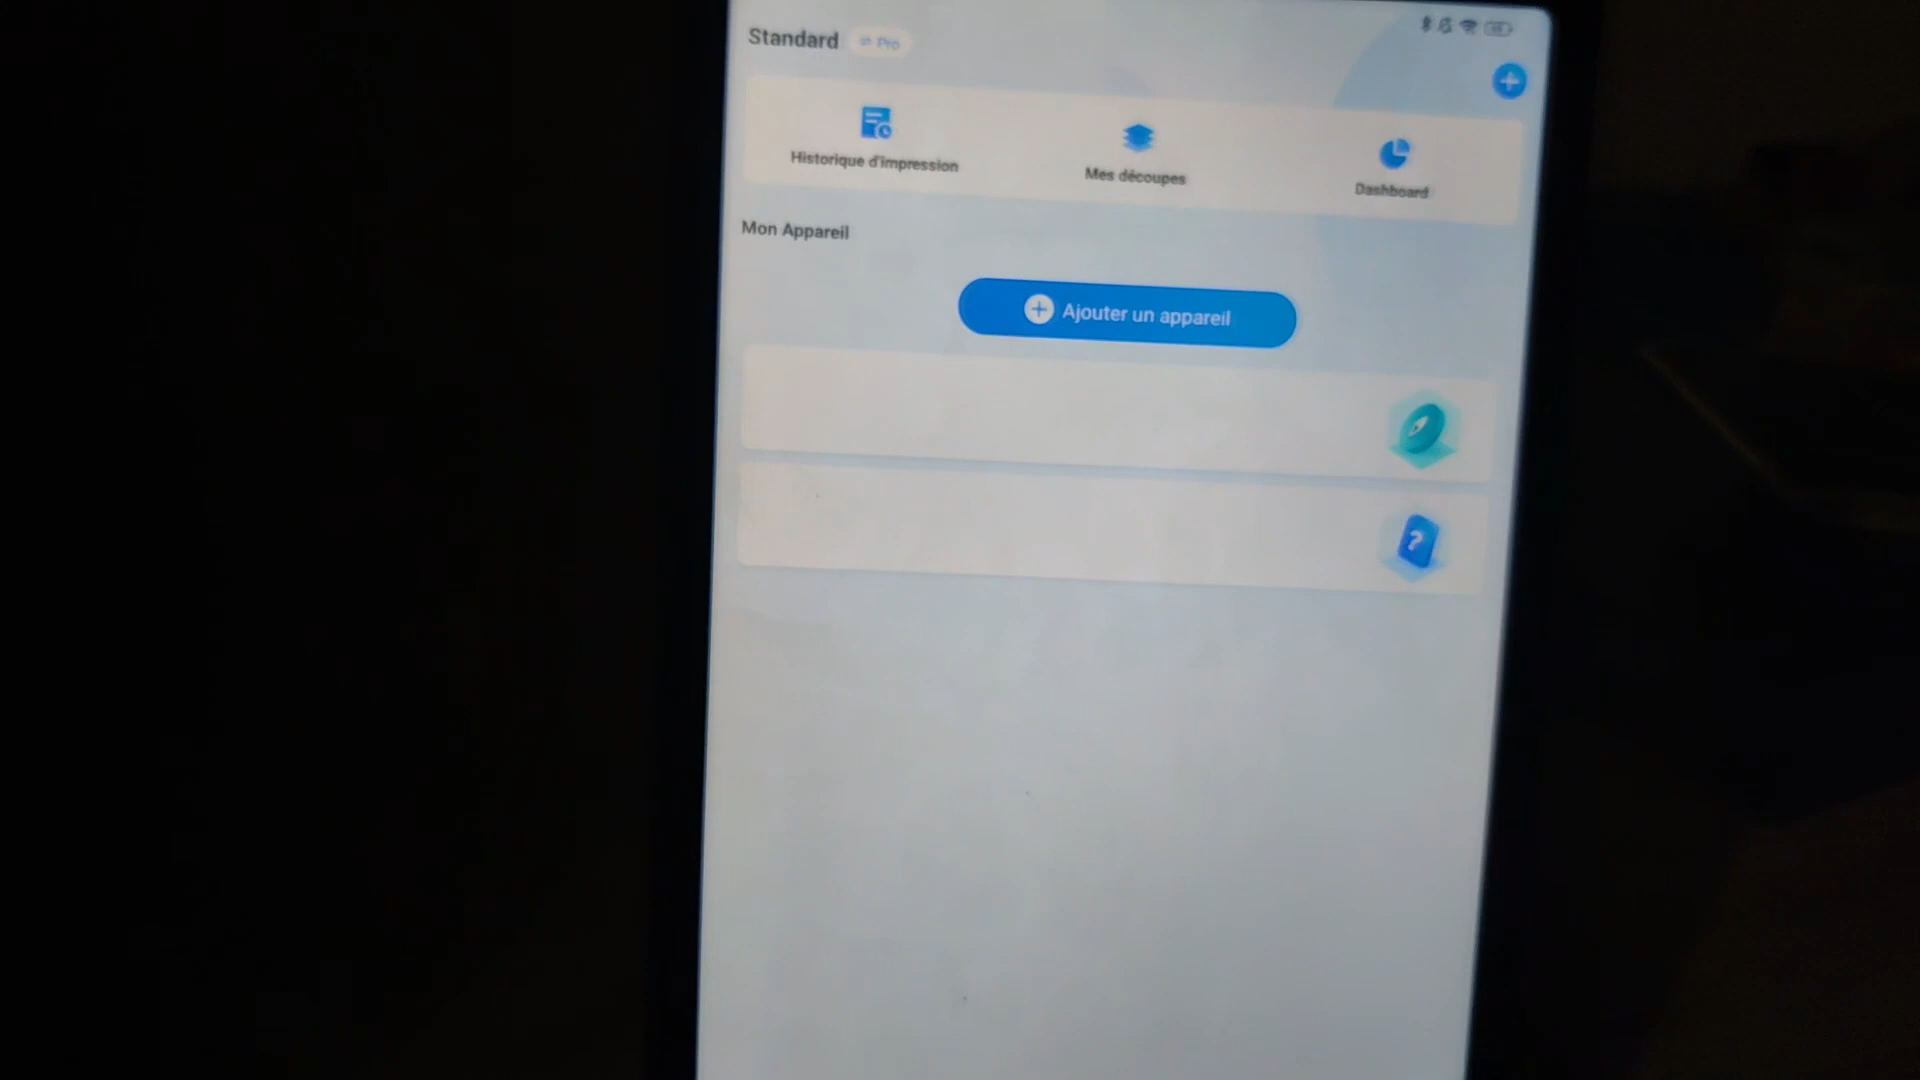 Standard
Pro
Historique d'impression
Mes découpes
Dashboard
Mon Appareil
Ajouter un appareil
?